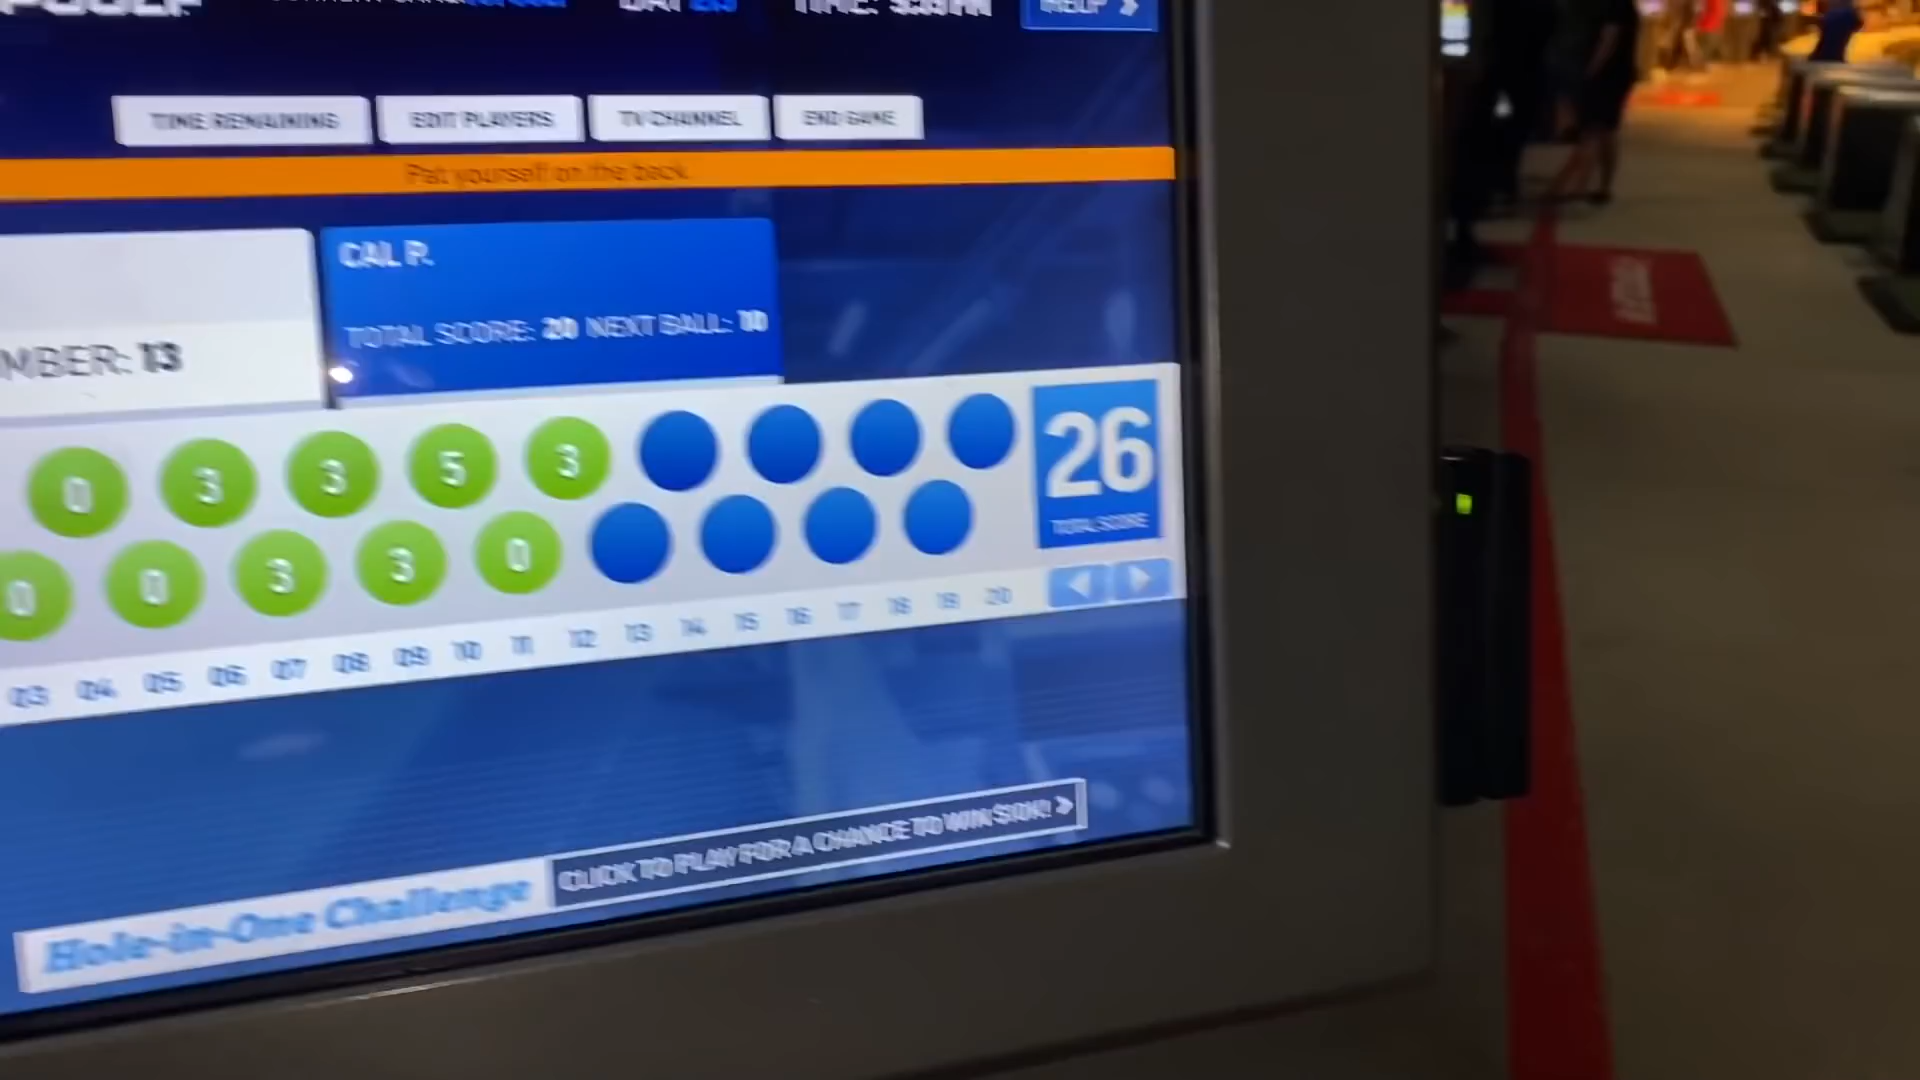 HELP >
TIME REMAINING
EDIT PLAYERS
TV CHANNEL
END GAME
Pat yourself on the back.
CAL P.
TOTAL SCORE: 20 NEXT BALL: 10
MBER: 13
0 3 3 5 3
0 0 3 3 0
26
TOTAL SCORE
03 04 05 06 07 08 09 10 11 12 13 14 15 16 17 18 19 20
CLICK TO PLAY FOR A CHANCE TO WIN $10K! >
Hole-in-One Challenge